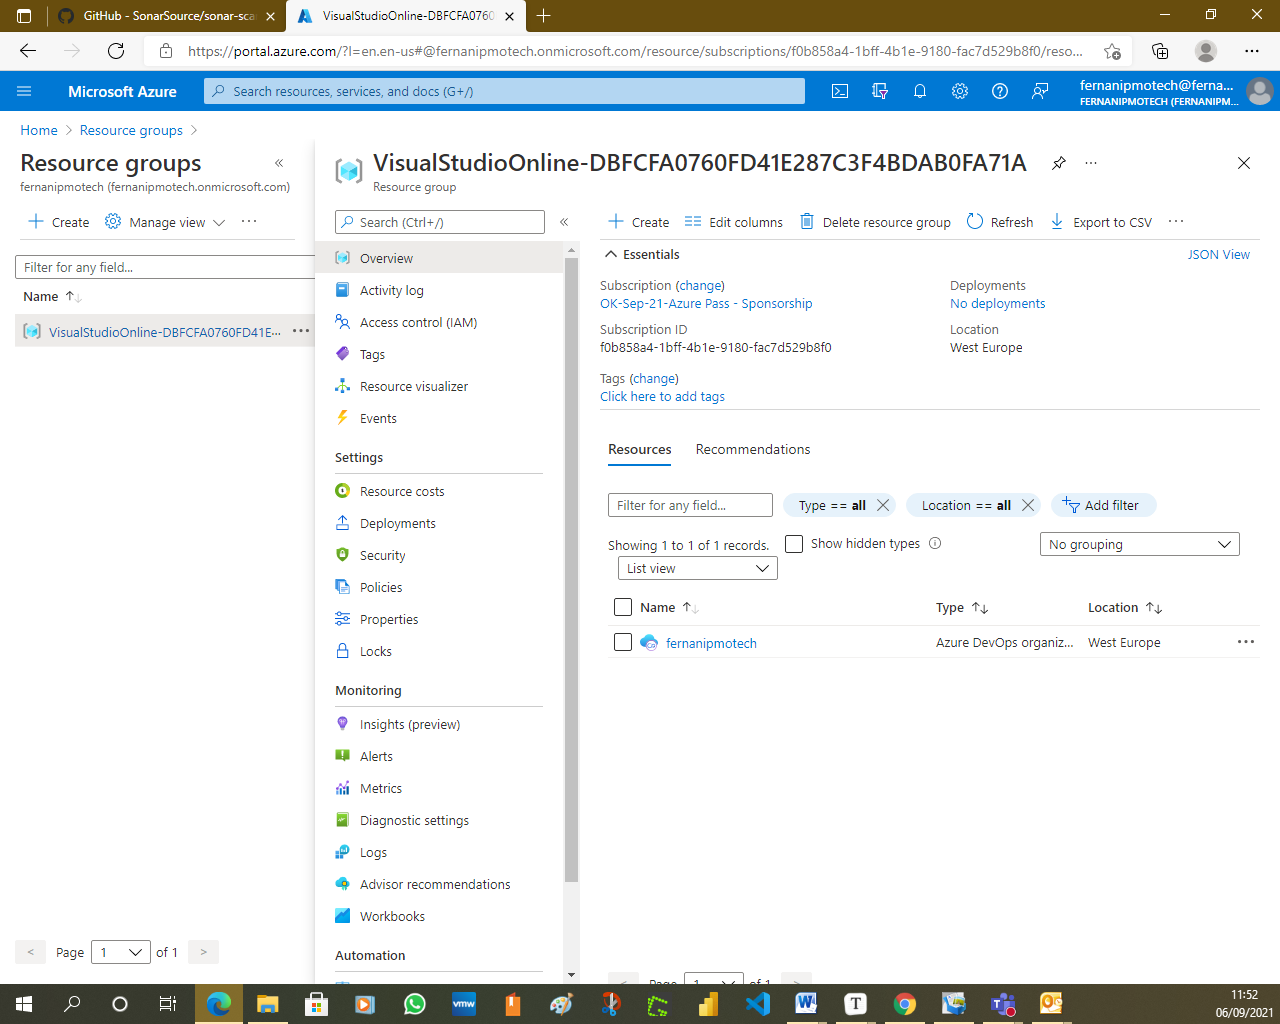 GitHub - SonarSource/sonar-sca
VisualStudioOnline-DBFCFA0760
https://portal.azure.com/?l=en.en-us#@fernanipmotech.onmicrosoft.com/resource/subscriptions/f0b858a4-1bff-4b1e-9180-fac7d529b8f0/reso...
Microsoft Azure
Search resources, services, and docs (G+/)
fernanipmotech@ferna...
FERNANIPMOTECH (FERNANIPM...
Home > Resource groups >
Resource groups
fernanipmotech (fernanipmotech.onmicrosoft.com)
Create
Manage view
Filter for any field...
Name
VisualStudioOnline-DBFCFA0760FD41E...
Page 1 of 1
VisualStudioOnline-DBFCFA0760FD41E287C3F4BDAB0FA71A
Resource group
Search (Ctrl+/)
Overview
Activity log
Access control (IAM)
Tags
Resource visualizer
Events
Settings
Resource costs
Deployments
Security
Policies
Properties
Locks
Monitoring
Insights (preview)
Alerts
Metrics
Diagnostic settings
Logs
Advisor recommendations
Workbooks
Automation
Create
Edit columns
Delete resource group
Refresh
Export to CSV
Essentials
JSON View
Subscription (change)
OK-Sep-21-Azure Pass - Sponsorship
Subscription ID
f0b858a4-1bff-4b1e-9180-fac7d529b8f0
Deployments
No deployments
Location
West Europe
Tags (change)
Click here to add tags
Resources
Recommendations
Filter for any field...
Type == all
Location == all
Add filter
Showing 1 to 1 of 1 records.
Show hidden types
No grouping
List view
Name
Type
Location
fernanipmotech
Azure DevOps organiz...
West Europe
Page 1 of 1
vmw
11:52
06/09/2021